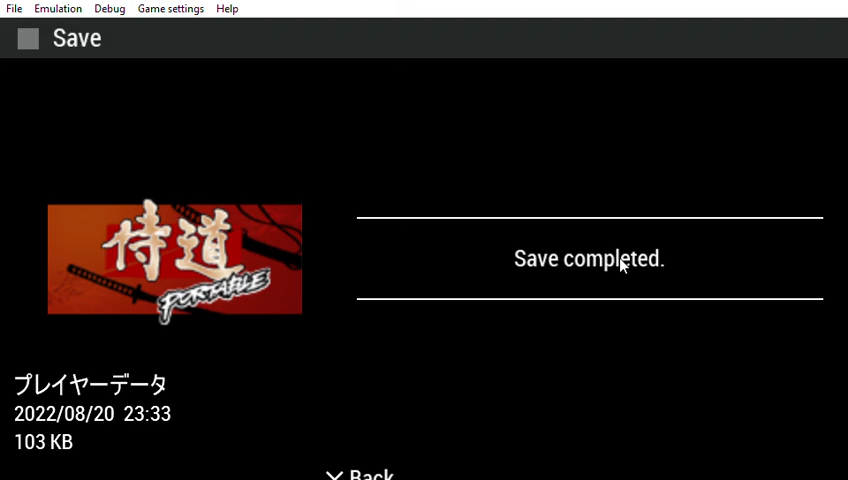 File Emulation Debug Game settings Help
Save
侍道
PORTABLE
Save completed.
プレイヤーデータ
2022/08/20 23:33
103 KB
Back